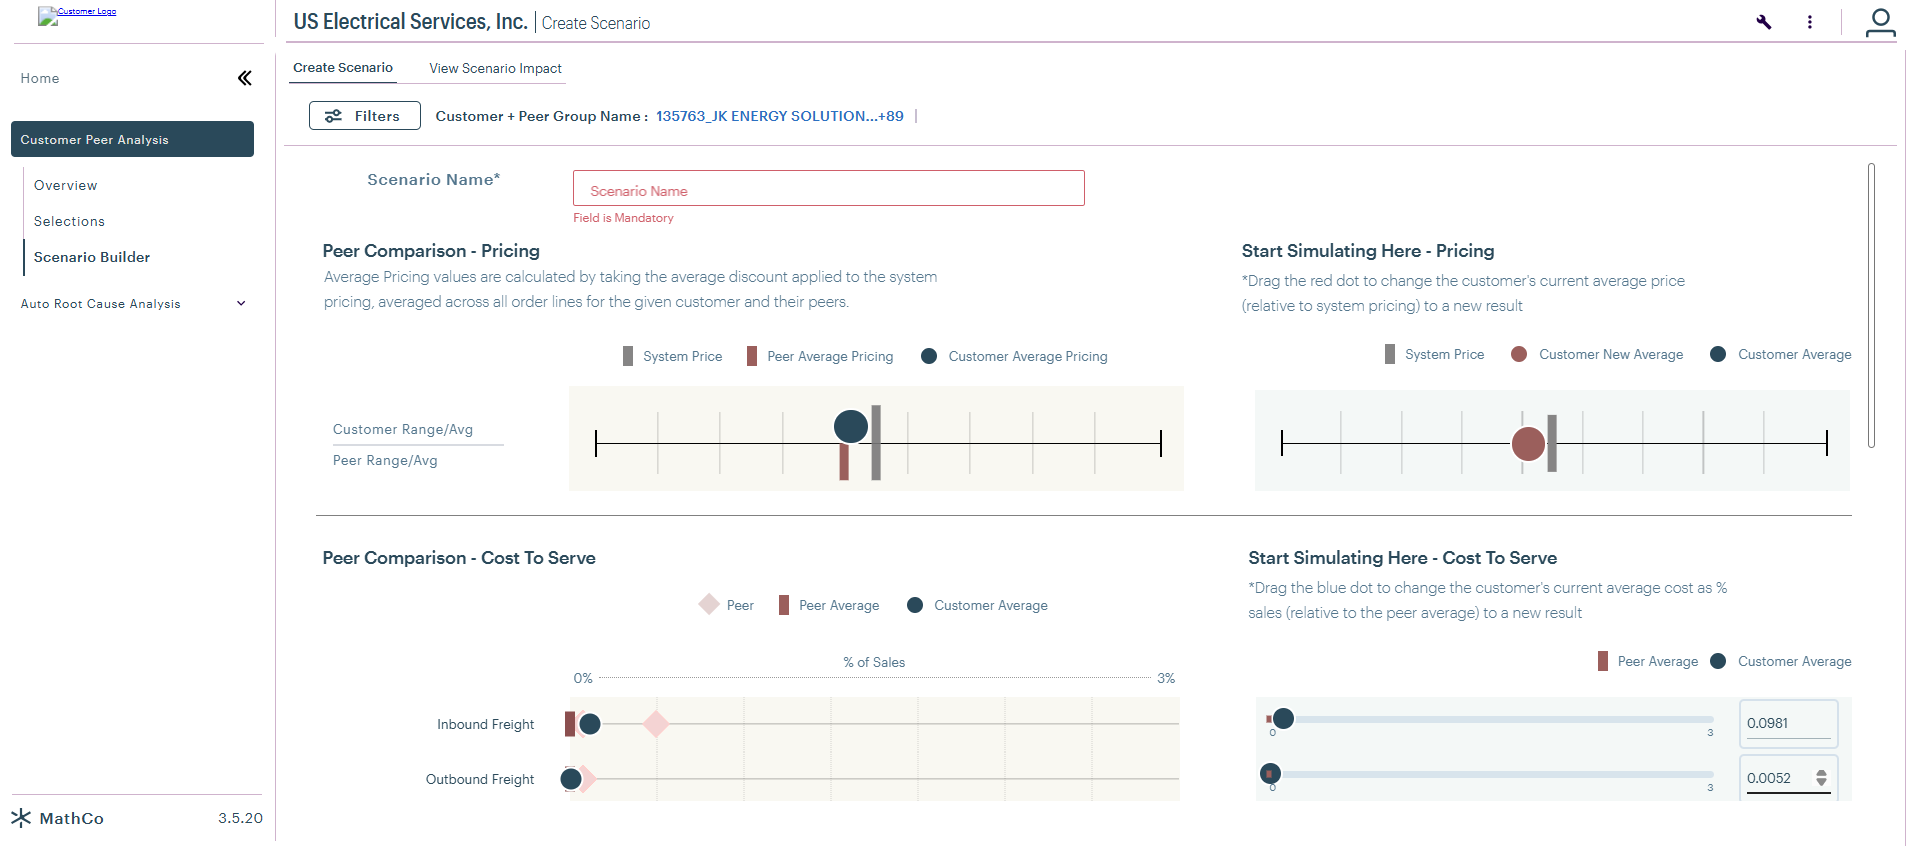 Customer Logo
US Electrical Services, Inc. | Create Scenario
Home
Customer Peer Analysis
Overview
Selections
Scenario Builder
Auto Root Cause Analysis
MathCo
3.5.20
Create Scenario
View Scenario Impact
Filters
Customer + Peer Group Name : 135763_JK ENERGY SOLUTION...+89
Scenario Name*
Scenario Name
Field is Mandatory
Peer Comparison - Pricing
Average Pricing values are calculated by taking the average discount applied to the system
pricing, averaged across all order lines for the given customer and their peers.
System Price
Peer Average Pricing
Customer Average Pricing
Customer Range/Avg
Peer Range/Avg
Start Simulating Here - Pricing
*Drag the red dot to change the customer's current average price
(relative to system pricing) to a new result
System Price
Customer New Average
Customer Average
Peer Comparison - Cost To Serve
Peer
Peer Average
Customer Average
% of Sales
0%
3%
Inbound Freight
Outbound Freight
Start Simulating Here - Cost To Serve
*Drag the blue dot to change the customer's current average cost as %
sales (relative to the peer average) to a new result
Peer Average
Customer Average
0
3
0.0981
0
3
0.0052